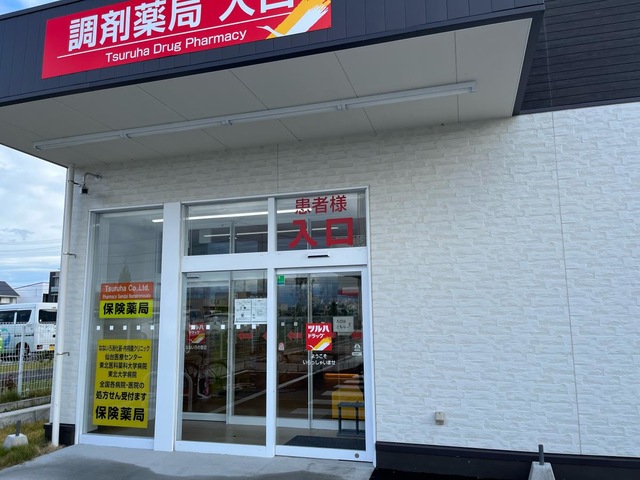 調剤薬局 入口
Tsuruha Drug Pharmacy
患者様
入口
Tsuruha Co.,Ltd.
保険薬局
仙台医療センター
東北医科薬科大学病院
東北大学病院
全国各病院・医院の
処方せん受付ます
保険薬局
ツルハ
ツルハ
ドラッグ
ようこそ
いらっしゃいませ